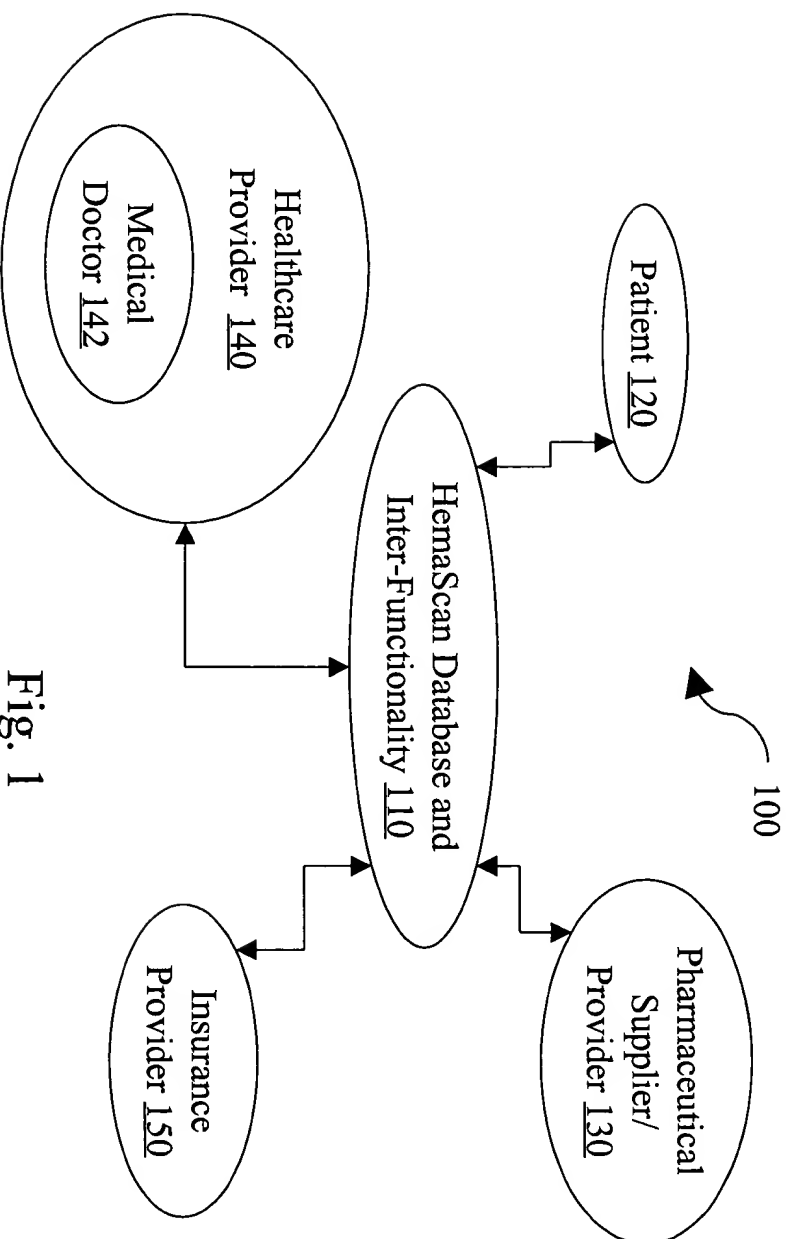 100
Patient 120
Pharmaceutical
Supplier/
Provider 130
HemaScan Database and
Inter-Functionality 110
Healthcare
Provider 140
Medical
Doctor 142
Insurance
Provider 150
Fig. 1